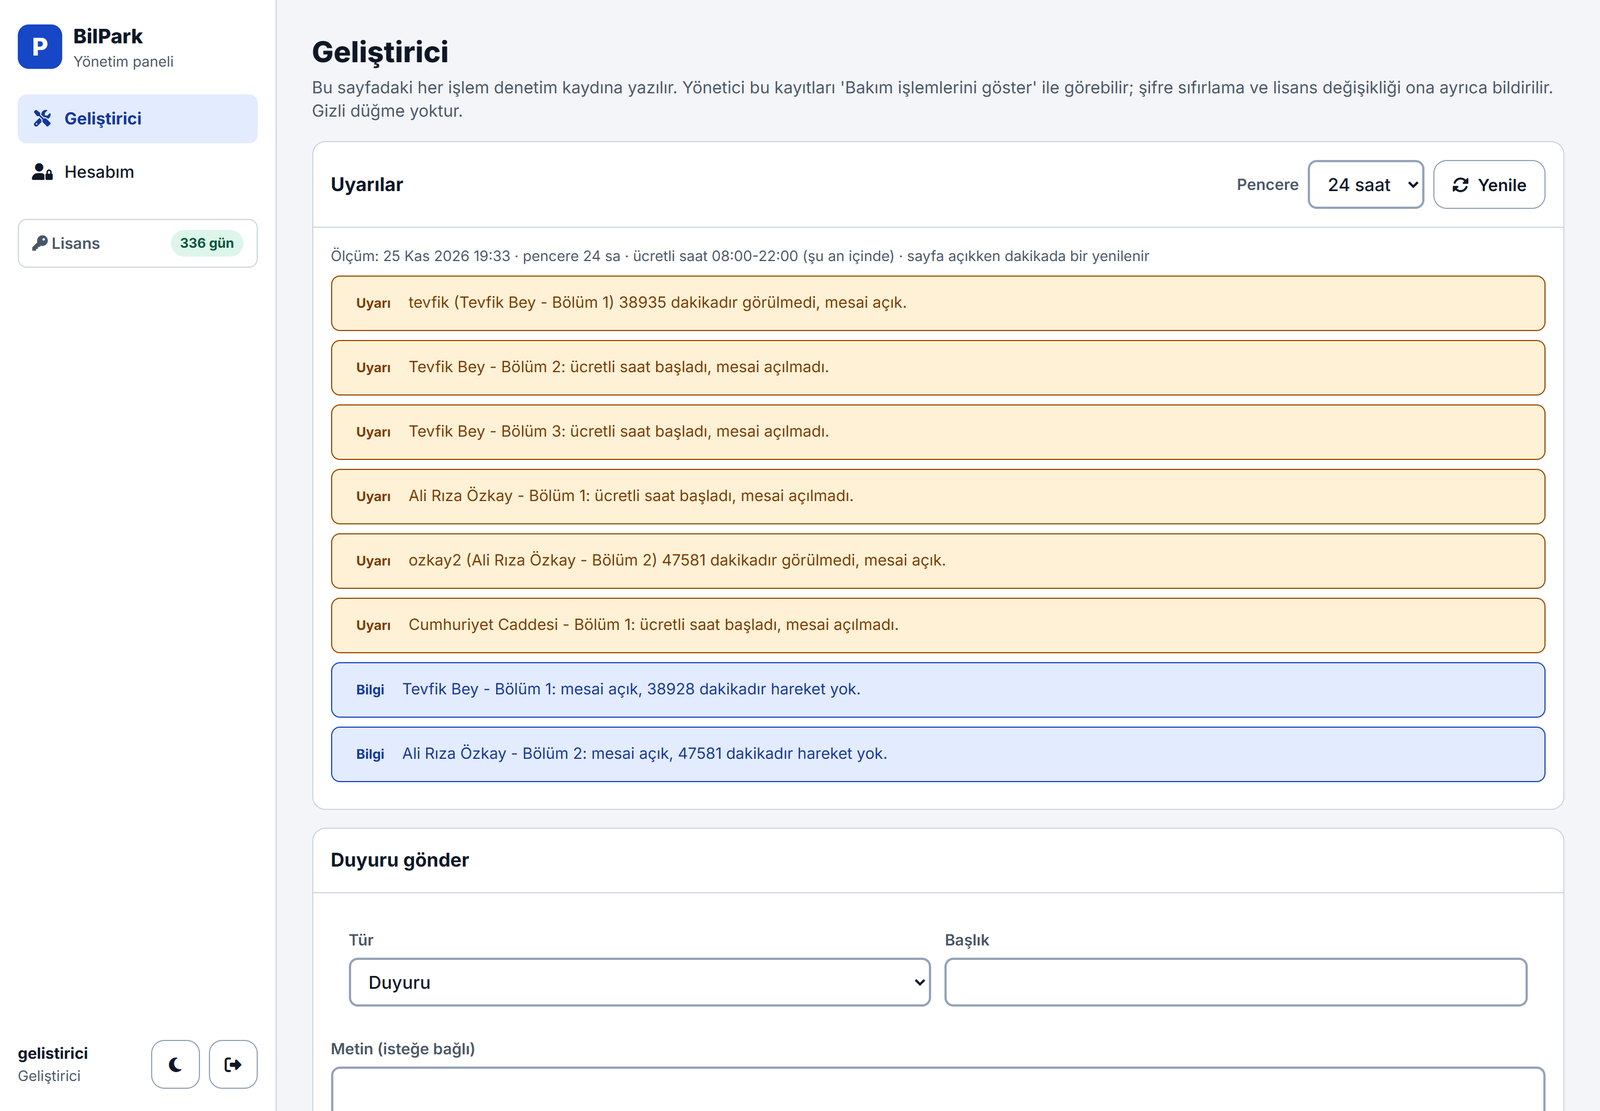 P
BilPark
Yönetim paneli
Geliştirici
Hesabım
Lisans 336 gün
gelistirici
Geliştirici
Geliştirici
Bu sayfadaki her işlem denetim kaydına yazılır. Yönetici bu kayıtları 'Bakım işlemlerini göster' ile görebilir; şifre sıfırlama ve lisans değişikliği ona ayrıca bildirilir.
Gizli düğme yoktur.
Uyarılar Pencere 24 saat Yenile
Ölçüm: 25 Kas 2026 19:33 · pencere 24 sa · ücretli saat 08:00-22:00 (şu an içinde) · sayfa açıkken dakikada bir yenilenir
Uyarı tevfik (Tevfik Bey - Bölüm 1) 38935 dakikadır görülmedi, mesai açık.
Uyarı Tevfik Bey - Bölüm 2: ücretli saat başladı, mesai açılmadı.
Uyarı Tevfik Bey - Bölüm 3: ücretli saat başladı, mesai açılmadı.
Uyarı Ali Rıza Özkay - Bölüm 1: ücretli saat başladı, mesai açılmadı.
Uyarı ozkay2 (Ali Rıza Özkay - Bölüm 2) 47581 dakikadır görülmedi, mesai açık.
Uyarı Cumhuriyet Caddesi - Bölüm 1: ücretli saat başladı, mesai açılmadı.
Bilgi Tevfik Bey - Bölüm 1: mesai açık, 38928 dakikadır hareket yok.
Bilgi Ali Rıza Özkay - Bölüm 2: mesai açık, 47581 dakikadır hareket yok.
Duyuru gönder
Tür Başlık
Duyuru
Metin (isteğe bağlı)